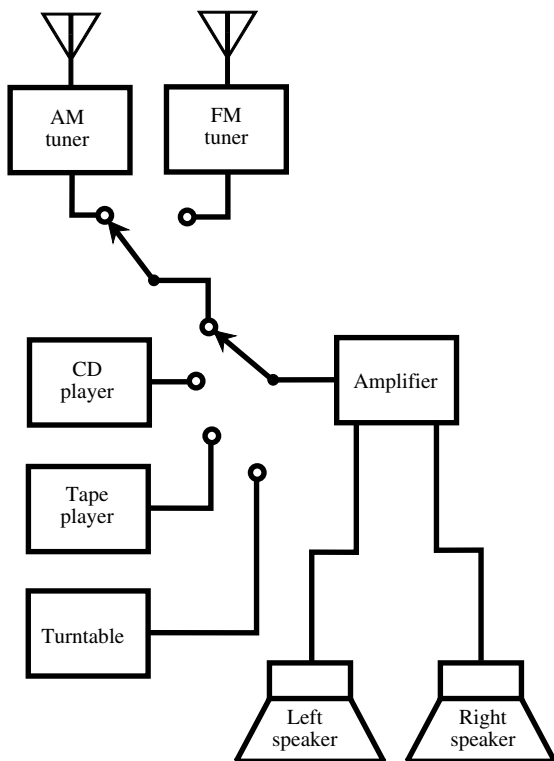 AM
tuner
FM
tuner
CD
player
Amplifier
Tape
player
Turntable
Left
speaker
Right
speaker